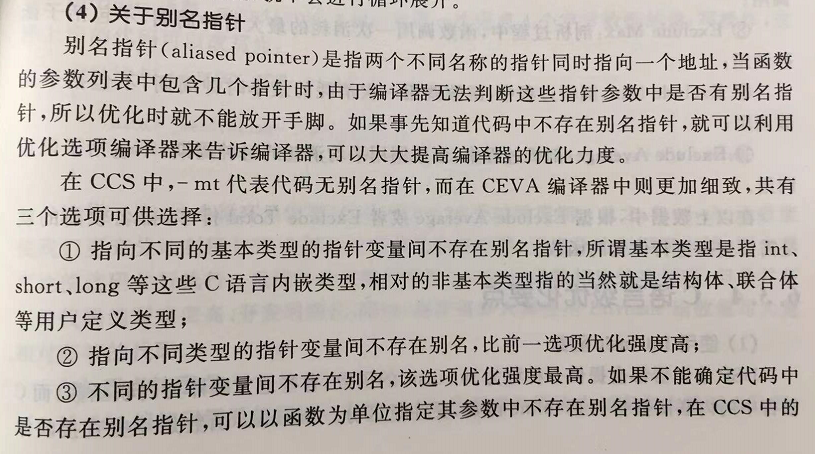 (4) 关于别名指针
别名指针(aliased pointer)是指两个不同名称的指针同时指向一个地址,当函数
的参数列表中包含几个指针时,由于编译器无法判断这些指针参数中是否有别名指
针,所以优化时就不能放开手脚。如果事先知道代码中不存在别名指针,就可以利用
优化选项编译器来告诉编译器,可以大大提高编译器的优化力度。
在 CCS 中,-mt 代表代码无别名指针,而在 CEVA 编译器中则更加细致,共有
三个选项可供选择:
① 指向不同的基本类型的指针变量间不存在别名指针,所谓基本类型是指 int、
short、long 等这些 C 语言内嵌类型,相对的非基本类型指的当然就是结构体、联合体
等用户定义类型;
② 指向不同类型的指针变量间不存在别名,比前一选项优化强度高;
③ 不同的指针变量间不存在别名,该选项优化强度最高。如果不能确定代码中
是否存在别名指针,可以以函数为单位指定其参数中不存在别名指针,在 CCS 中的